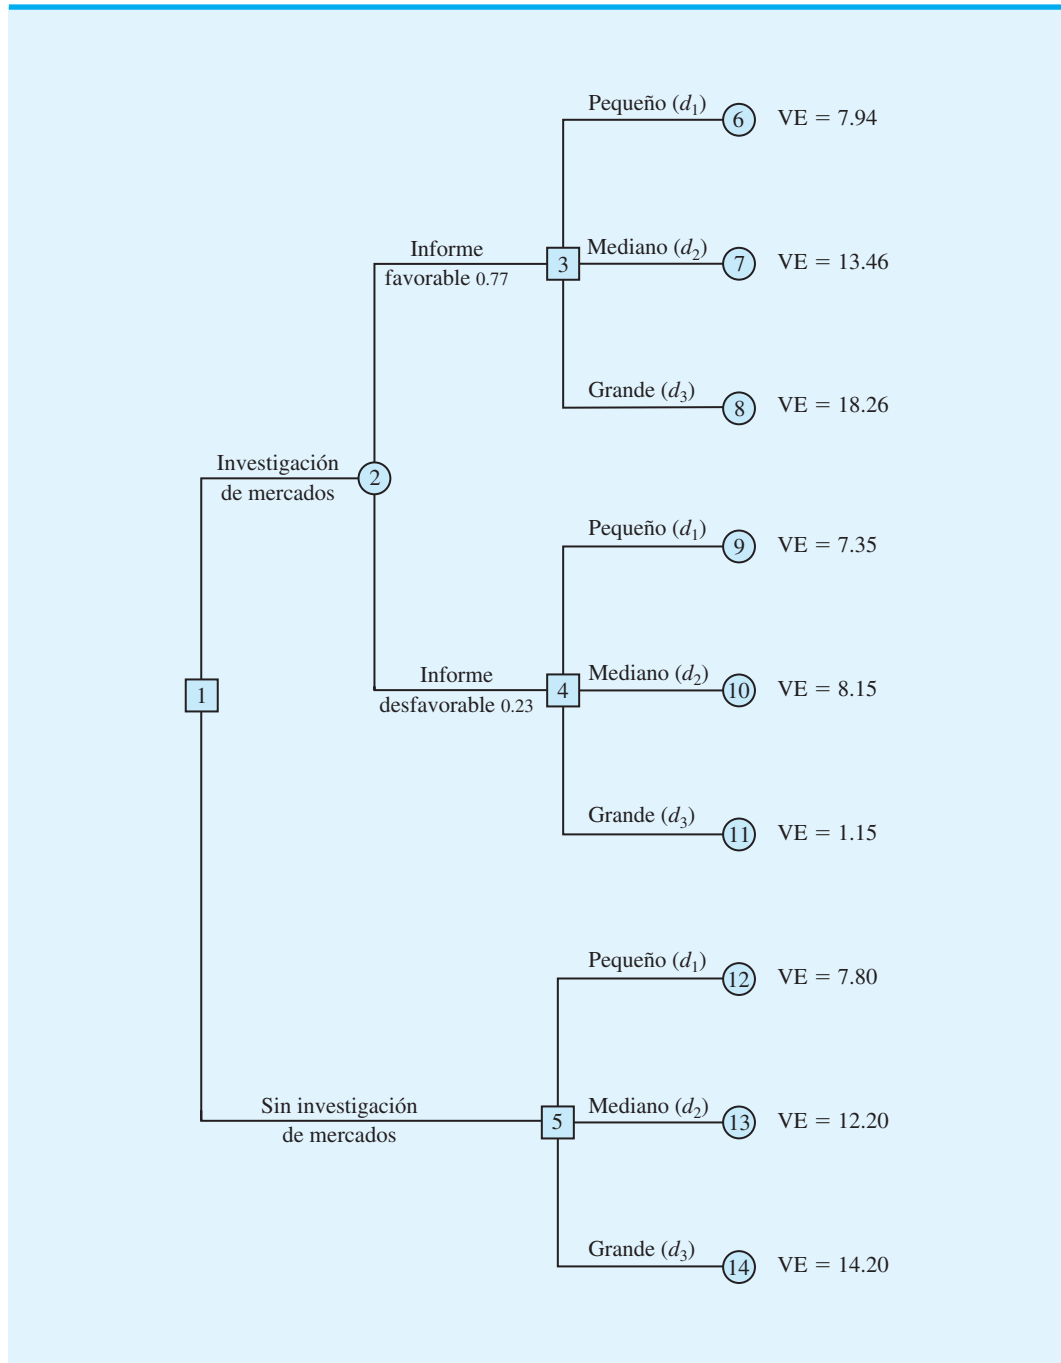 Pequeño (d1)
6
VE = 7.94
Informe
favorable 0.77
3
Mediano (d2)
7
VE = 13.46
Grande (d3)
8
VE = 18.26
Investigación
de mercados
2
Pequeño (d1)
9
VE = 7.35
Informe
desfavorable 0.23
4
Mediano (d2)
10
VE = 8.15
1
Grande (d3)
11
VE = 1.15
Pequeño (d1)
12
VE = 7.80
Sin investigación
de mercados
5
Mediano (d2)
13
VE = 12.20
Grande (d3)
14
VE = 14.20